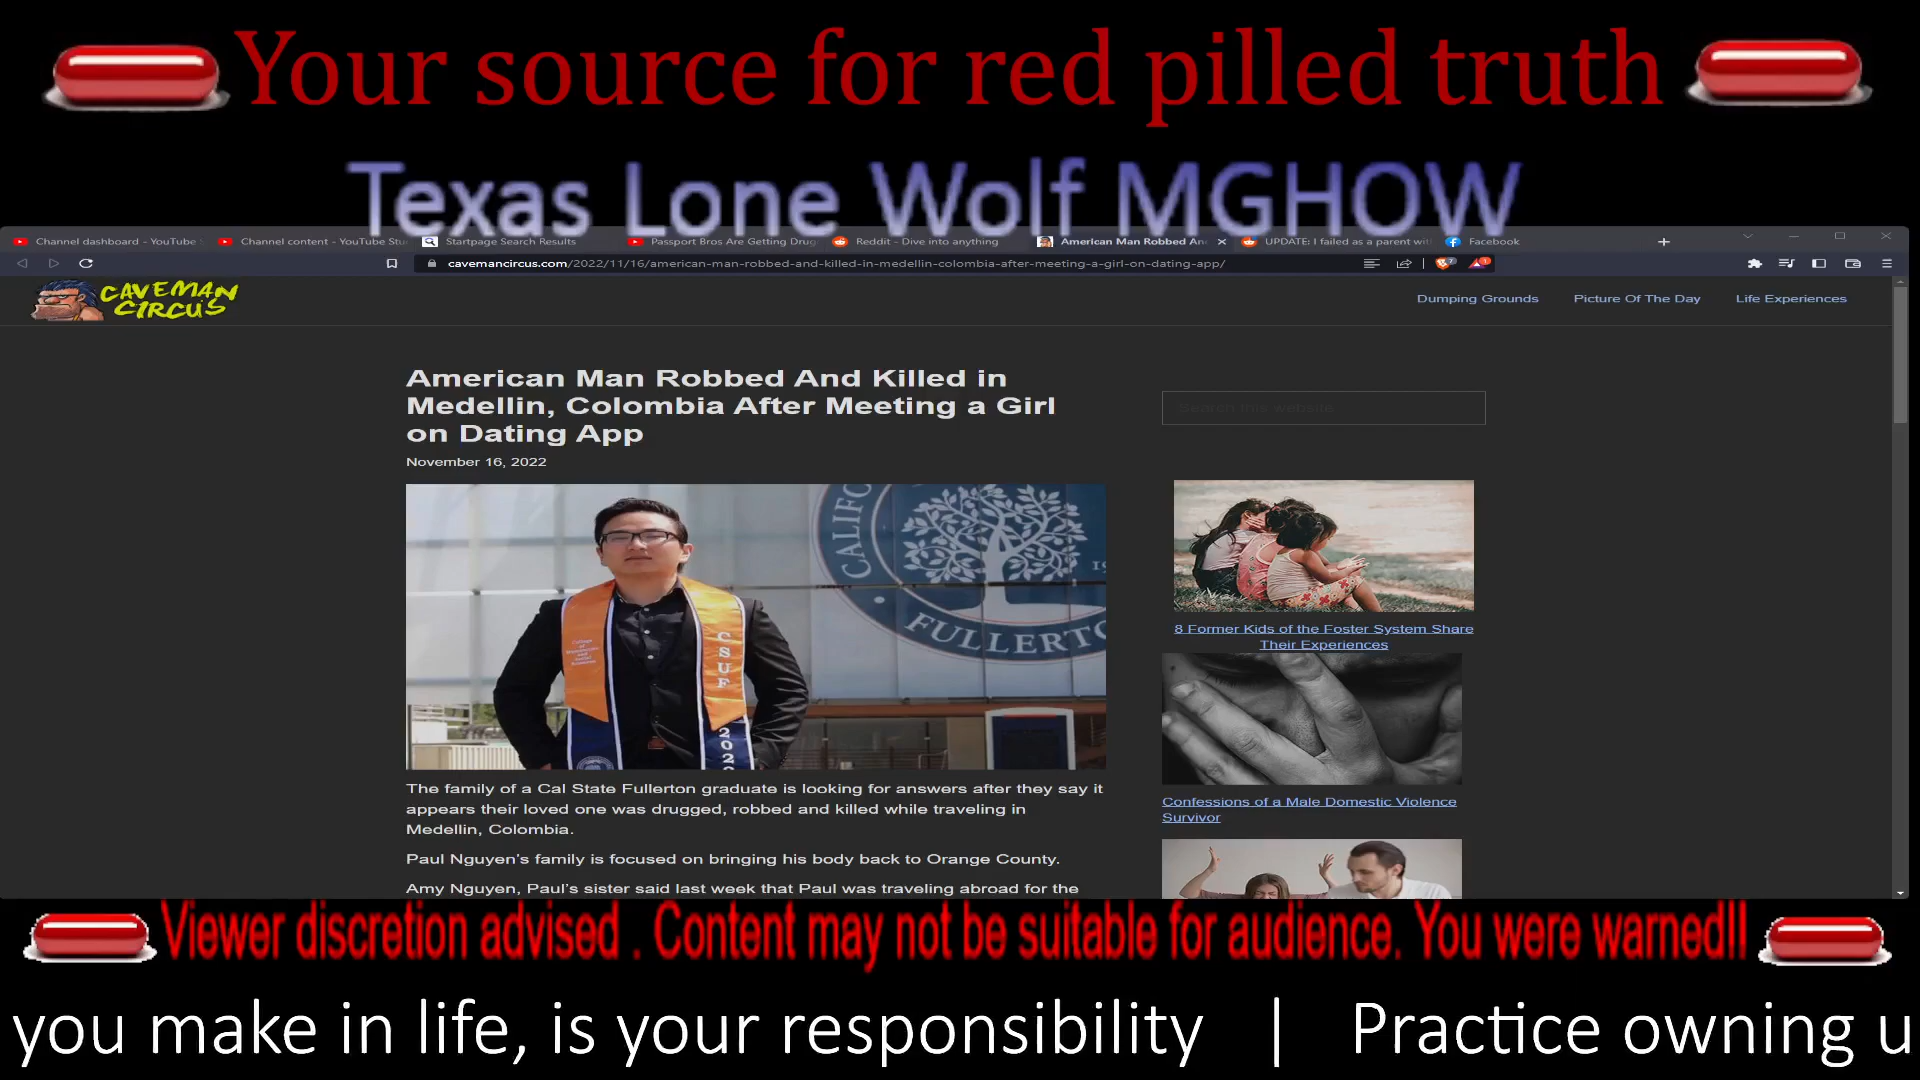 Your source for red pilled truth
Texas Lone Wolf MGHOW
Channel dashboard - YouTube
Channel content - YouTube Stu
Startpage Search Results
Passport Bros Are Getting Drug
Reddit - Dive into anything
American Man Robbed An
UPDATE: I failed as a parent wit
Facebook
cavemancircus.com/2022/11/16/american-man-robbed-and-killed-in-medellin-colombia-after-meeting-a-girl-on-dating-app/
CAVEMAN
CIRCUS
Dumping Grounds
Picture Of The Day
Life Experiences
American Man Robbed And Killed in
Medellin, Colombia After Meeting a Girl
on Dating App
November 16, 2022
Search this website
CALIFO
FULLERTO
CSUF
202
8 Former Kids of the Foster System Share
Their Experiences
Confessions of a Male Domestic Violence
Survivor
The family of a Cal State Fullerton graduate is looking for answers after they say it
appears their loved one was drugged, robbed and killed while traveling in
Medellin, Colombia.
Paul Nguyen's family is focused on bringing his body back to Orange County.
Amy Nguyen, Paul's sister said last week that Paul was traveling abroad for the
Viewer discretion advised . Content may not be suitable for audience. You were warned!!
you make in life, is your responsibility | Practice owning u